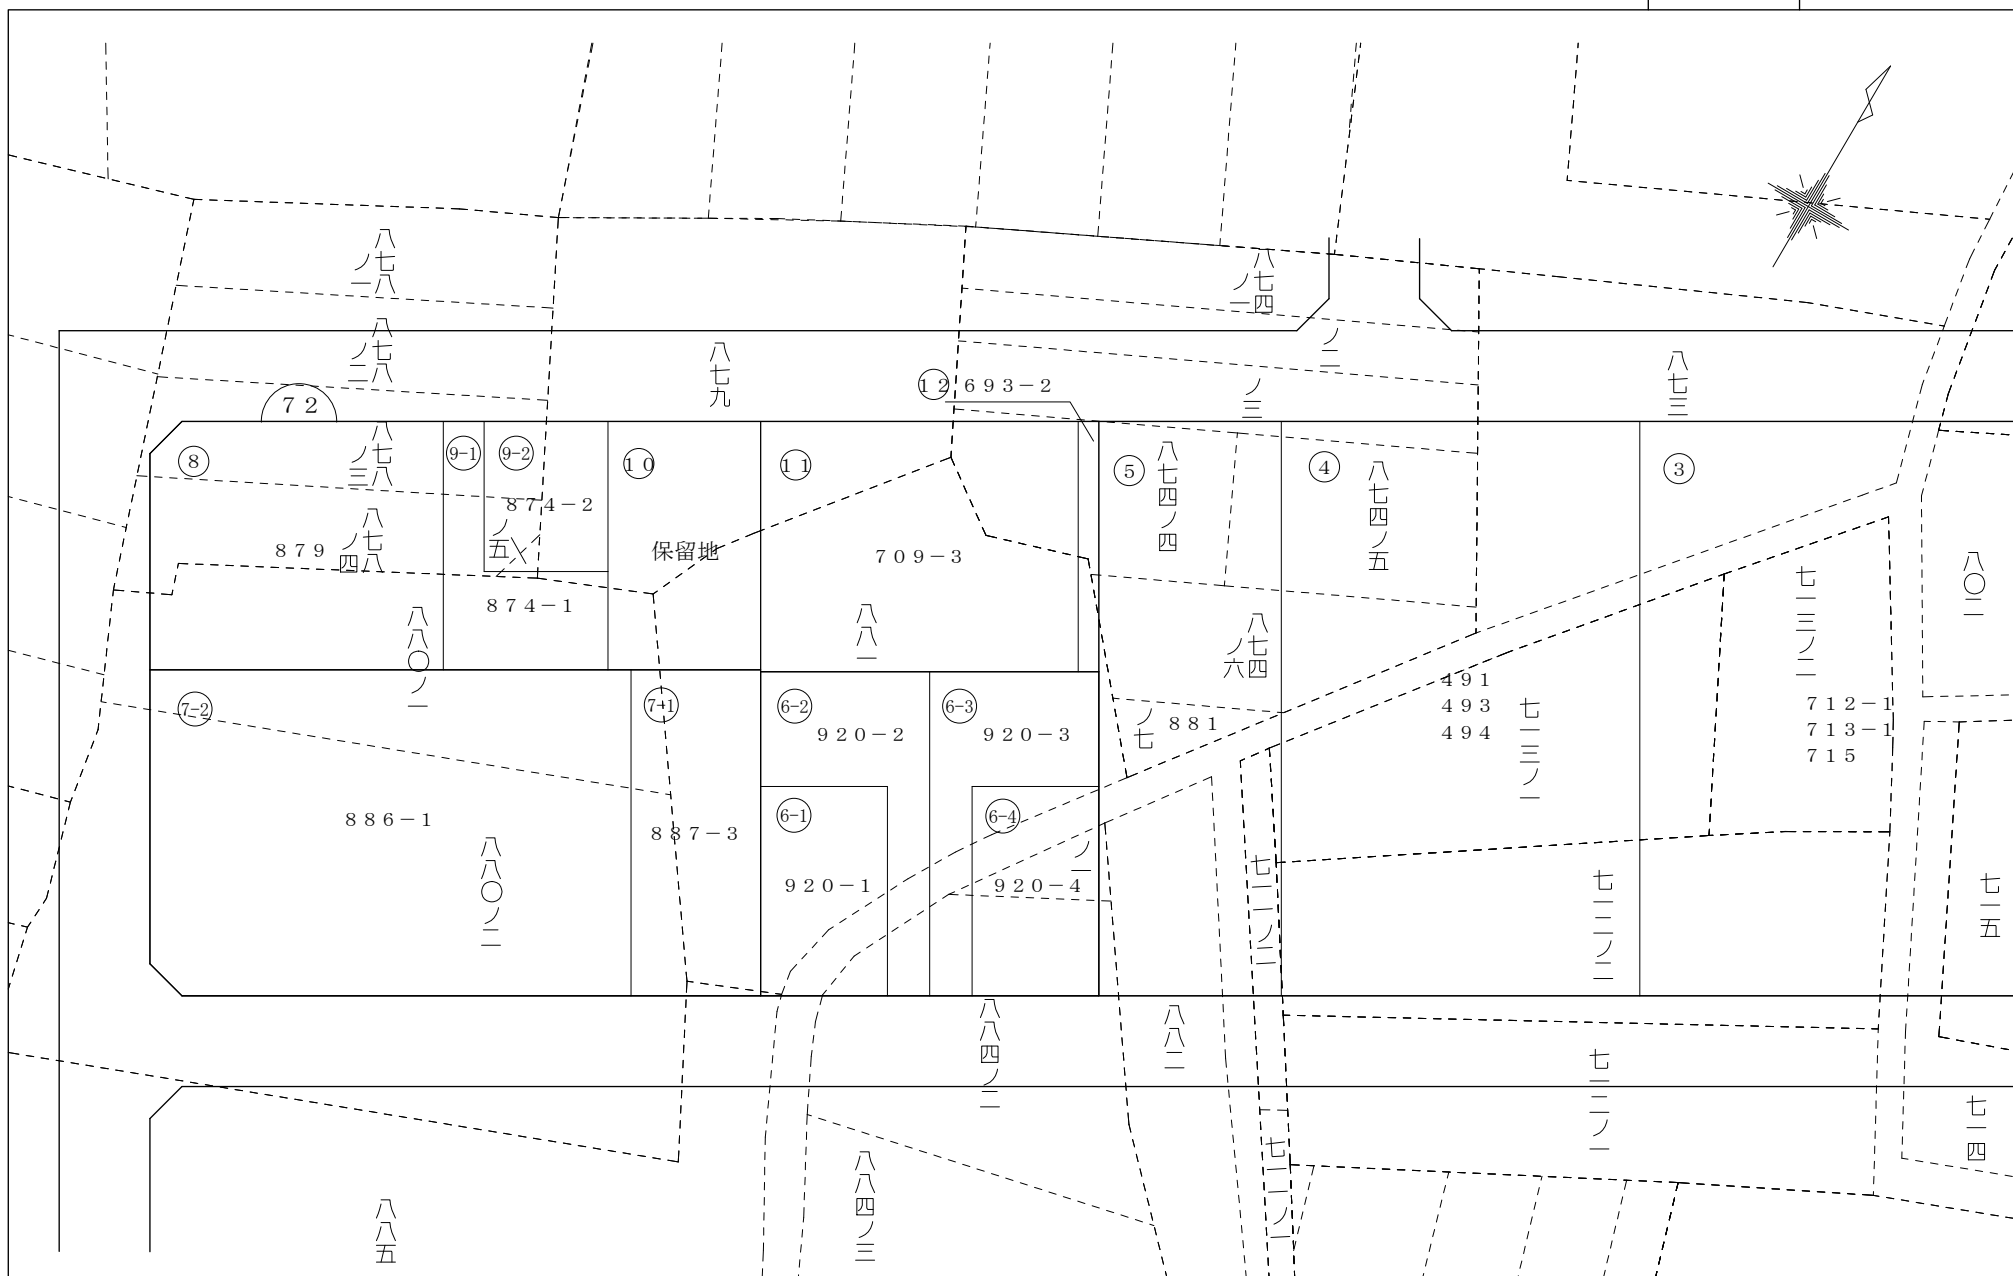 八七八ノ一
八七四ノ一
八七八ノ二
八七九
ノ二
ノ三
八七三
７２
⑫ ６９３－２
⑧
八七八ノ三
9-1
9-2
⑩
⑪
⑤
八七四ノ四
④
八七四ノ五
③
８７４－２
８７９
八七八ノ四
ノ五
保留地
７０９－３
８７４－１
八八〇ノ一
八八一
八七四ノ六
七一三ノ二
八〇二
7-2
7-1
6-2
９２０－２
6-3
９２０－３
ノ七
８８１
４９１
４９３
４９４
七一三ノ一
７１２－１
７１３－１
７１５
８８６－１
８８７－３
6-1
6-4
八八〇ノ二
９２０－１
９２０－４
ノ一
七一一ノ二
七一二ノ二
七一五
八八四ノ二
八八二
七一二ノ一
七一四
八八五
八八四ノ三
七一一ノ一